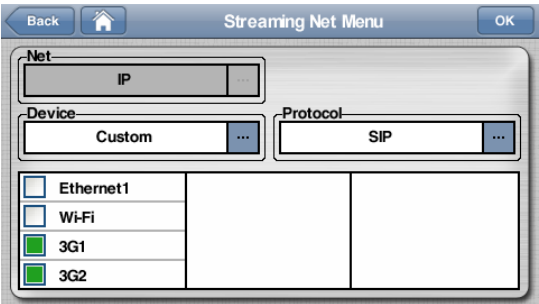 Back
Streaming Net Menu
OK
Net
IP
...
Device
Custom
...
Protocol
SIP
...
Ethernet1
Wi-Fi
3G1
3G2